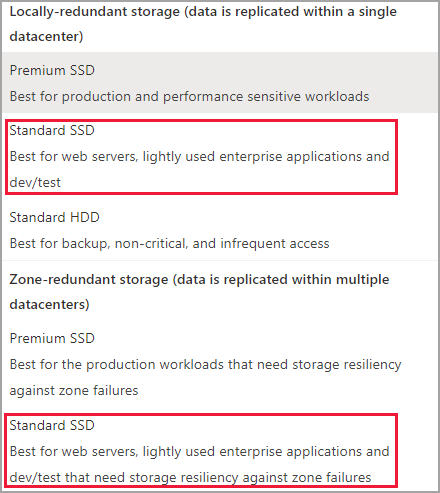 Locally-redundant storage (data is replicated within a single
datacenter)
Premium SSD
Best for production and performance sensitive workloads
Standard SSD
Best for web servers, lightly used enterprise applications and
dev/test
Standard HDD
Best for backup, non-critical, and infrequent access
Zone-redundant storage (data is replicated within multiple
datacenters)
Premium SSD
Best for the production workloads that need storage resiliency
against zone failures
Standard SSD
Best for web servers, lightly used enterprise applications and
dev/test that need storage resiliency against zone failures